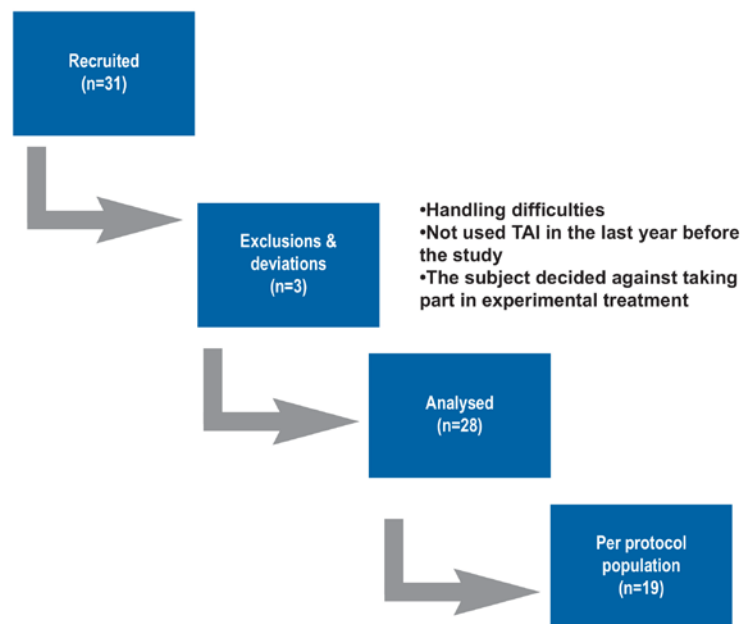 Recruited
(n=31)
Exclusions &
deviations
(n=3)
•Handling difficulties
•Not used TAI in the last year before
the study
•The subject decided against taking
part in experimental treatment
Analysed
(n=28)
Per protocol
population
(n=19)